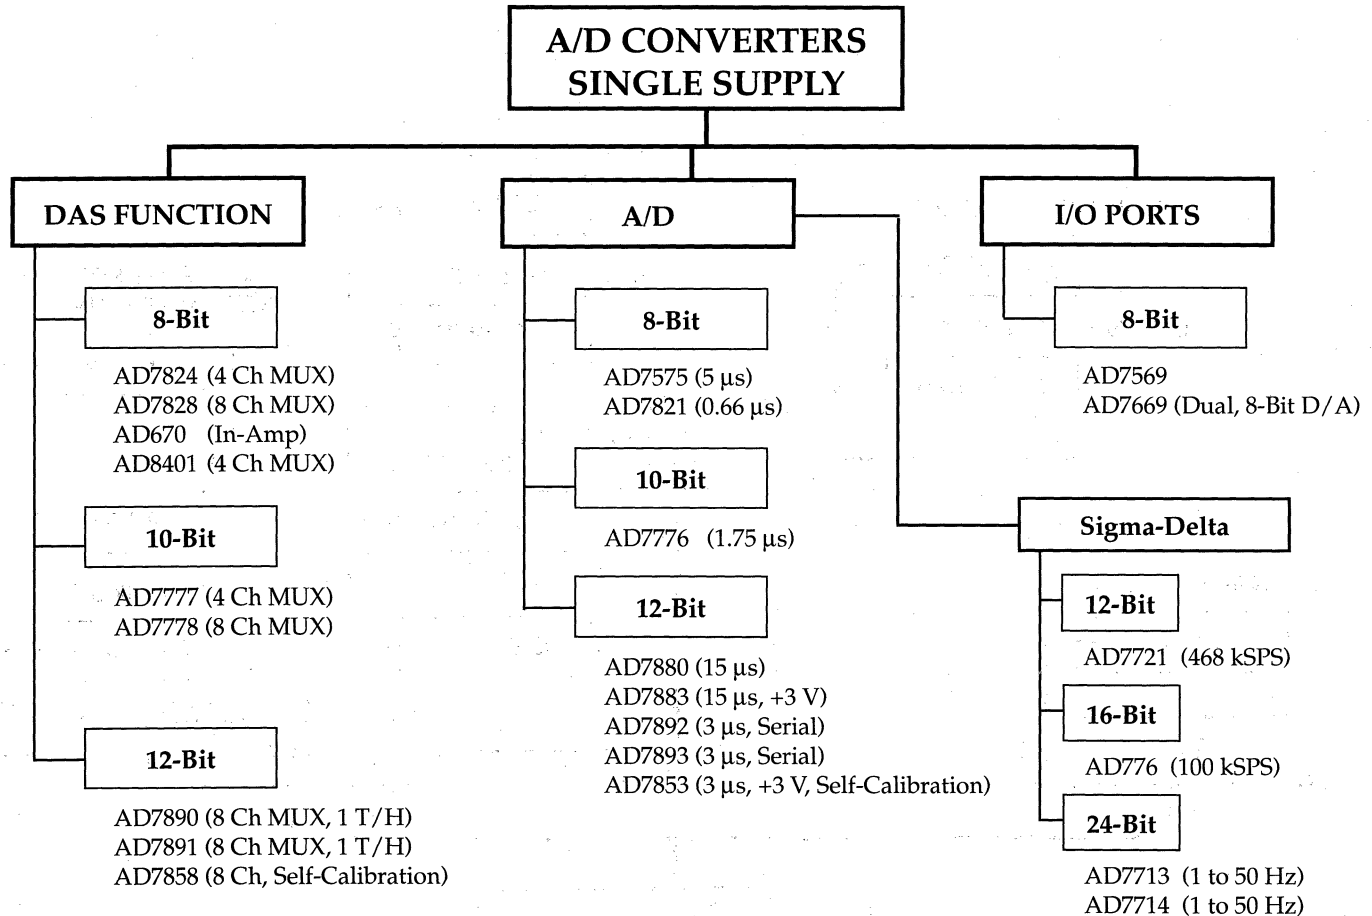 A/D CONVERTERS
SINGLE SUPPLY
DAS FUNCTION
8-Bit
AD7824 (4 Ch MUX)
AD7828 (8 Ch MUX)
AD670 (In-Amp)
AD8401 (4 Ch MUX)
10-Bit
AD7777 (4 Ch MUX)
AD7778 (8 Ch MUX)
12-Bit
AD7890 (8 Ch MUX, 1 T/H)
AD7891 (8 Ch MUX, 1 T/H)
AD7858 (8 Ch, Self-Calibration)
A/D
8-Bit
AD7575 (5 µs)
AD7821 (0.66 µs)
10-Bit
AD7776 (1.75 µs)
12-Bit
AD7880 (15 µs)
AD7883 (15 µs, +3 V)
AD7892 (3 µs, Serial)
AD7893 (3 µs, Serial)
AD7853 (3 µs, +3 V, Self-Calibration)
I/O PORTS
8-Bit
AD7569
AD7669 (Dual, 8-Bit D/A)
Sigma-Delta
12-Bit
AD7721 (468 kSPS)
16-Bit
AD776 (100 kSPS)
24-Bit
AD7713 (1 to 50 Hz)
AD7714 (1 to 50 Hz)